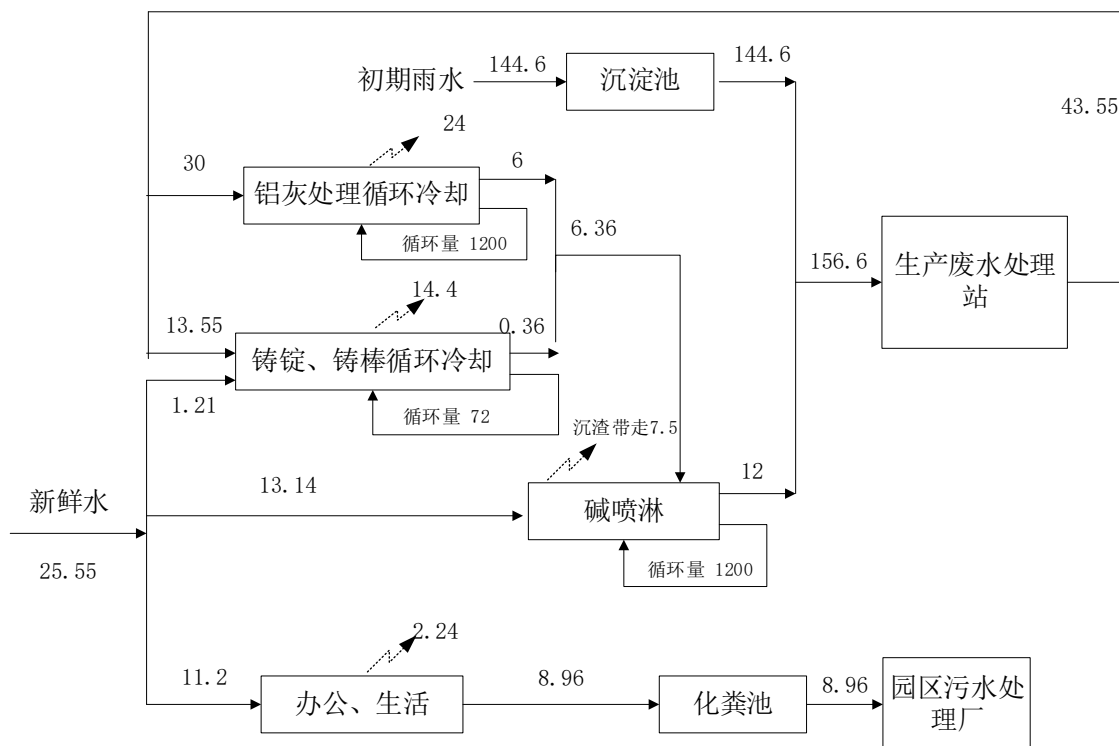 144.6
144.6
初期雨水
沉淀池
43.55
24
30
6
铝灰处理循环冷却
循环量 1200
6.36
生产废水处理
站
156.6
14.4
13.55
0.36
铸锭、铸棒循环冷却
1.21
循环量 72
沉渣带走7.5
13.14
12
新鲜水
碱喷淋
25.55
循环量 1200
2.24
11.2
8.96
8.96
办公、生活
化粪池
园区污水处
理厂